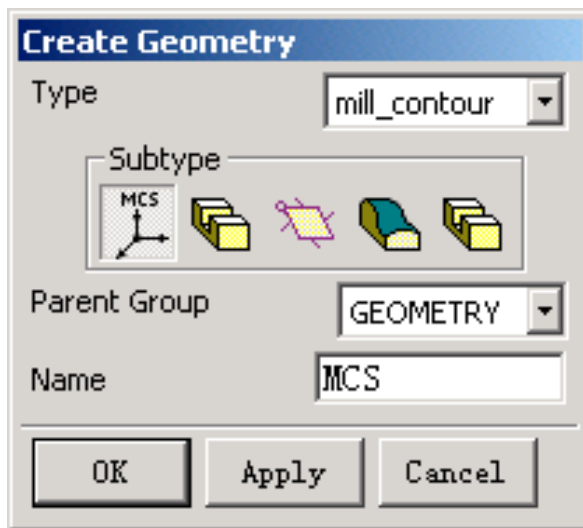 Create Geometry
Type mill_contour
Subtype
MCS
Parent Group GEOMETRY
Name MCS
OK Apply Cancel